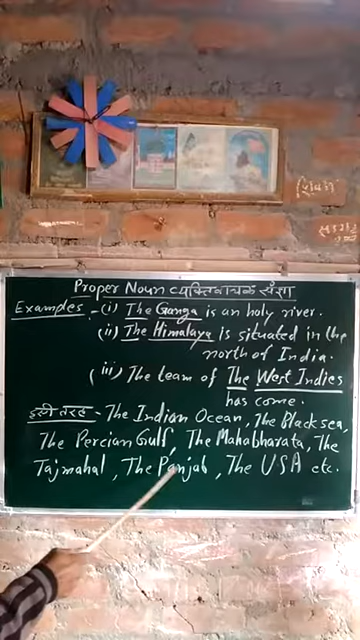 Proper Noun व्यक्तिवाचक संज्ञा
Examples - (i) The Ganga is an holy river.
(ii) The Himalaya is situated in the
north of India.
(iii) The team of The West Indies
has come.
इसी तरह - The Indian Ocean, The Black sea,
The Percian Gulf, The Mahabharata, The
Tajmahal, The Panjab, The USA etc.